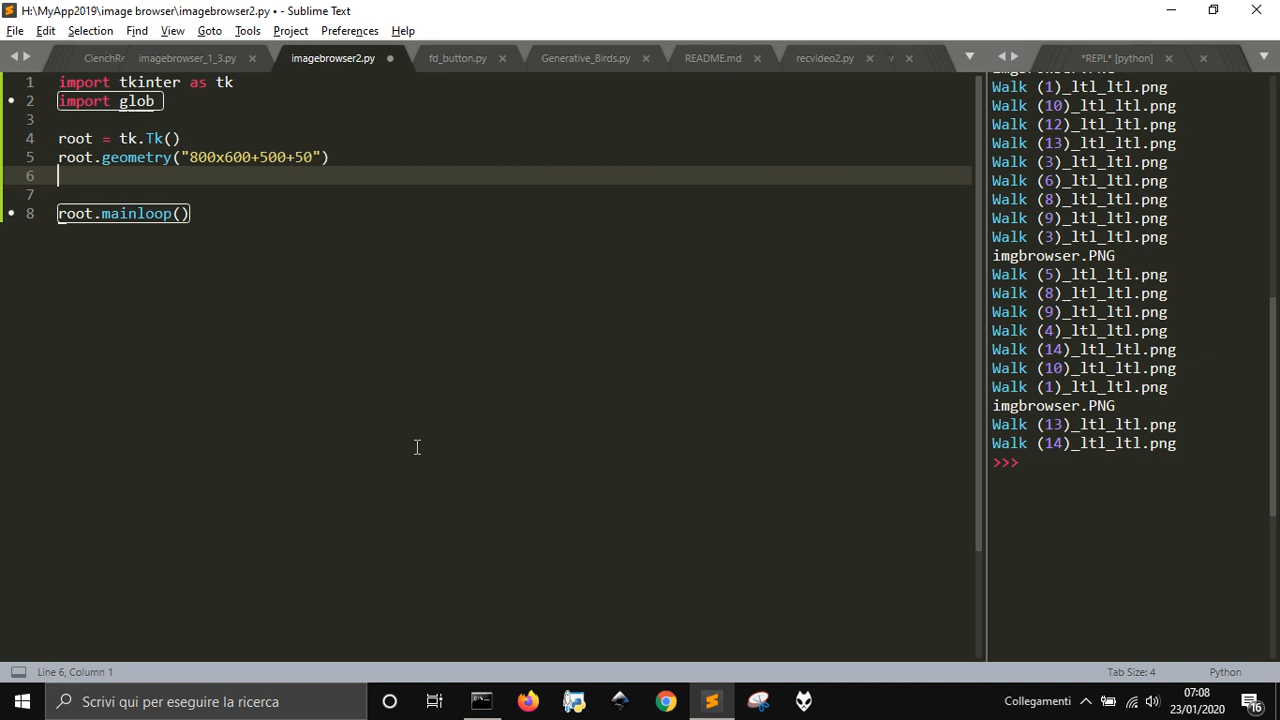 H:\MyApp2019\image browser\imagebrowser2.py • - Sublime Text
File Edit Selection Find View Goto Tools Project Preferences Help
ClenchR imagebrowser_1_3.py imagebrowser2.py fd_button.py Generative_Birds.py README.md recvideo2.py *REPL* [python]
1 import tkinter as tk
2 import glob
3
4 root = tk.Tk()
5 root.geometry("800x600+500+50")
6
7
8 root.mainloop()
Walk (1)_ltl_ltl.png
Walk (10)_ltl_ltl.png
Walk (12)_ltl_ltl.png
Walk (13)_ltl_ltl.png
Walk (3)_ltl_ltl.png
Walk (6)_ltl_ltl.png
Walk (8)_ltl_ltl.png
Walk (9)_ltl_ltl.png
Walk (3)_ltl_ltl.png
imgbrowser.PNG
Walk (5)_ltl_ltl.png
Walk (8)_ltl_ltl.png
Walk (9)_ltl_ltl.png
Walk (4)_ltl_ltl.png
Walk (14)_ltl_ltl.png
Walk (10)_ltl_ltl.png
Walk (1)_ltl_ltl.png
imgbrowser.PNG
Walk (13)_ltl_ltl.png
Walk (14)_ltl_ltl.png
>>>
Line 6, Column 1 Tab Size: 4 Python
Scrivi qui per eseguire la ricerca Collegamenti 07:08
23/01/2020 16